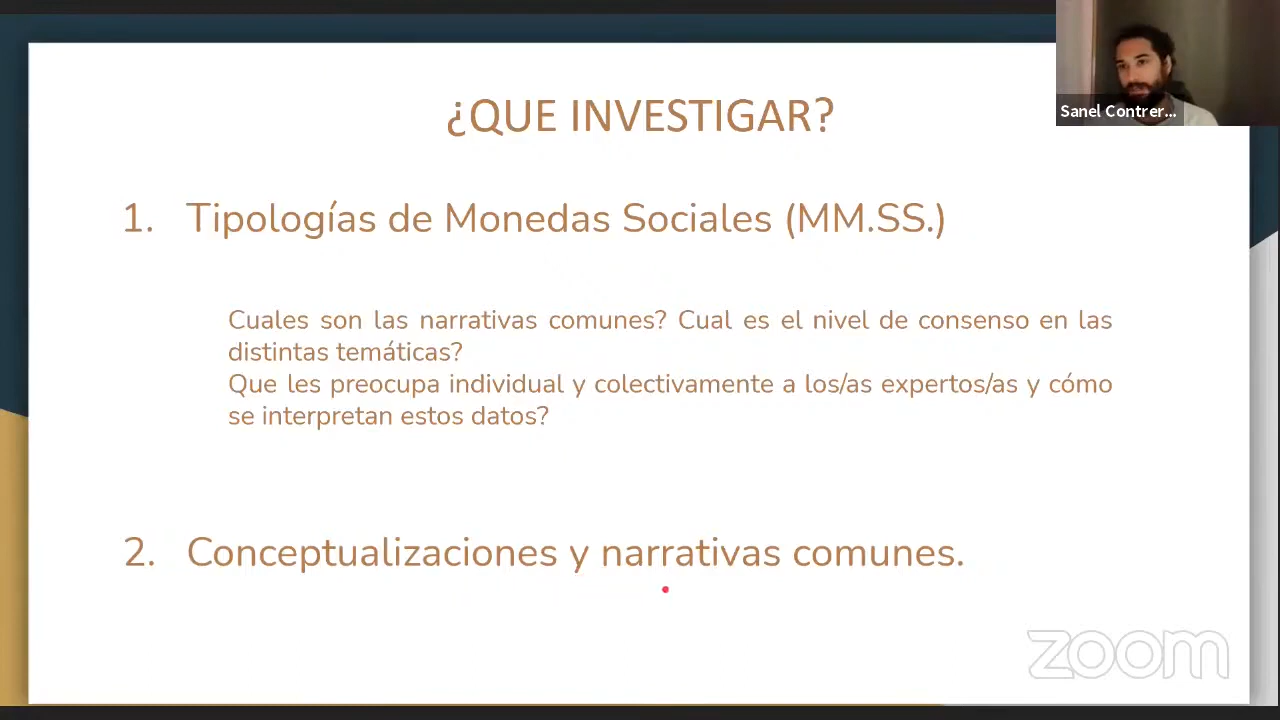 ¿QUE INVESTIGAR?
Sanel Contrer...
1. Tipologías de Monedas Sociales (MM.SS.)
Cuales son las narrativas comunes? Cual es el nivel de consenso en las
distintas temáticas?
Que les preocupa individual y colectivamente a los/as expertos/as y cómo
se interpretan estos datos?
2. Conceptualizaciones y narrativas comunes.
zoom